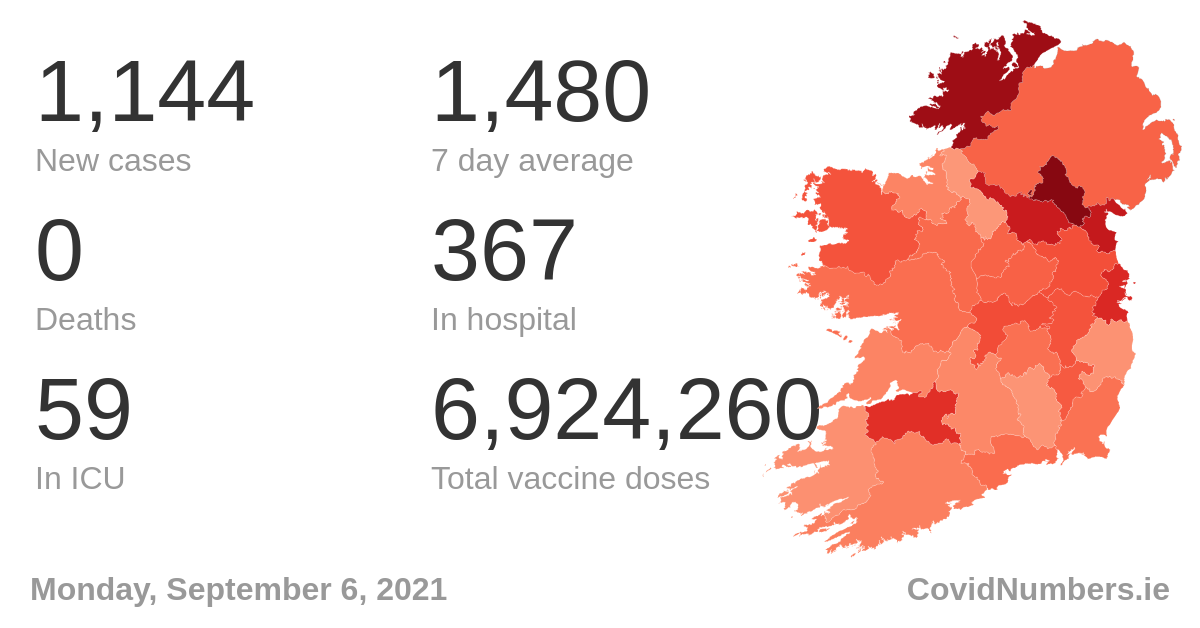 1,144
New cases
1,480
7 day average
0
Deaths
367
In hospital
59
In ICU
6,924,260
Total vaccine doses
Monday, September 6, 2021
CovidNumbers.ie